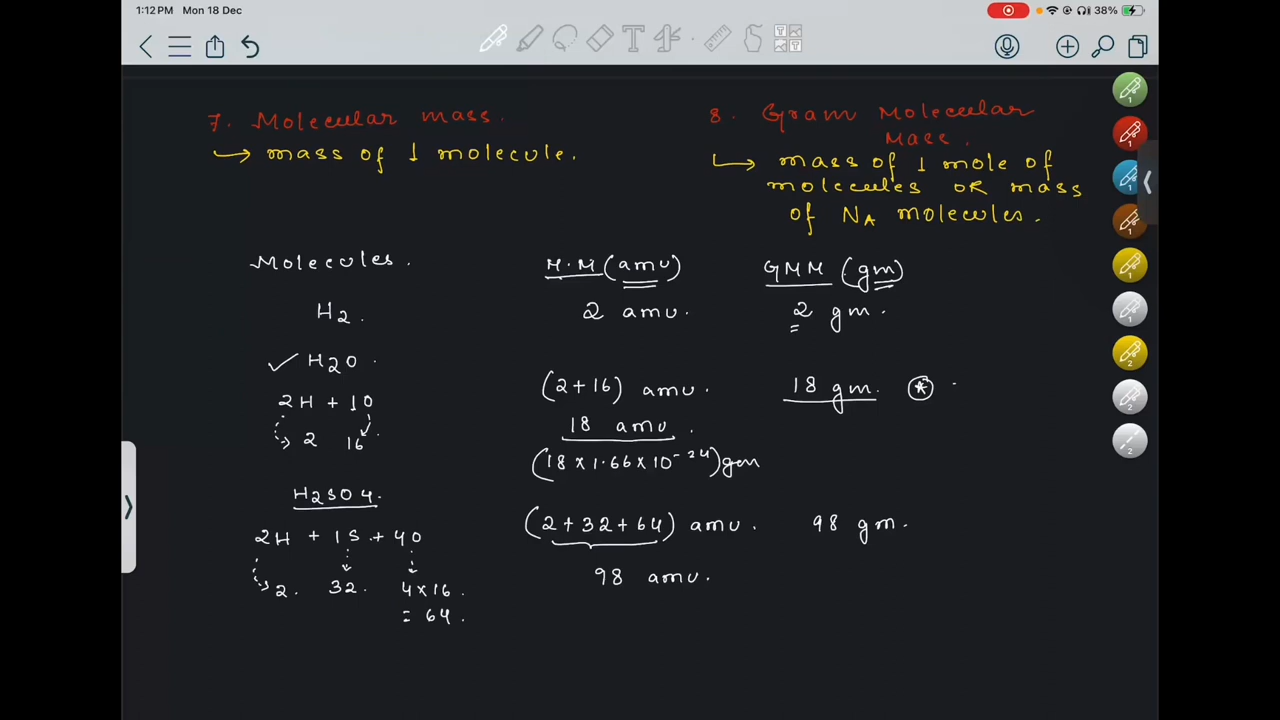 1:12 PM Mon 18 Dec
38%
7. Molecular mass.
8. Gram Molecular Mass.
mass of 1 molecule.
mass of 1 mole of
molecules OR mass
of NA molecules.
Molecules.
M.M (amu)
GMM (gm)
H2.
2 amu.
2 gm.
H2O.
(2+16) amu.
18 gm.
2H + 1O
18 amu.
2 16
(18 × 1.66 × 10⁻²⁴)gm
H2SO4.
(2+32+64) amu.
98 gm.
2H + 1S + 4O
98 amu.
2. 32. 4×16.
= 64.